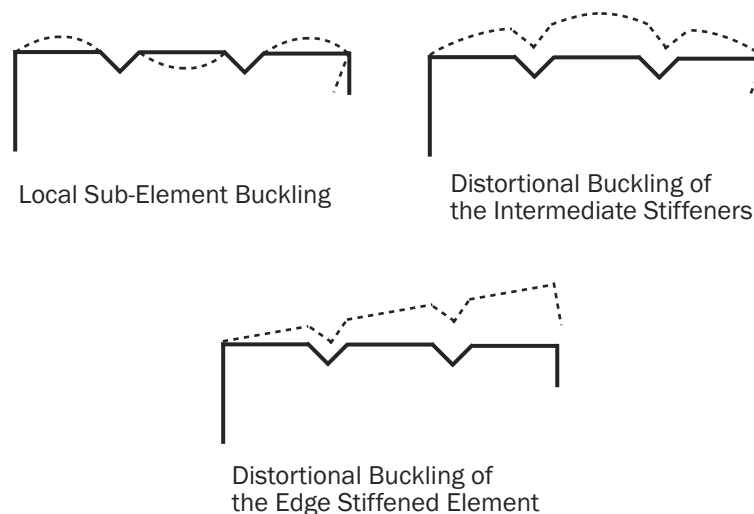 Local Sub-Element Buckling
Distortional Buckling of
the Intermediate Stiffeners
Distortional Buckling of
the Edge Stiffened Element